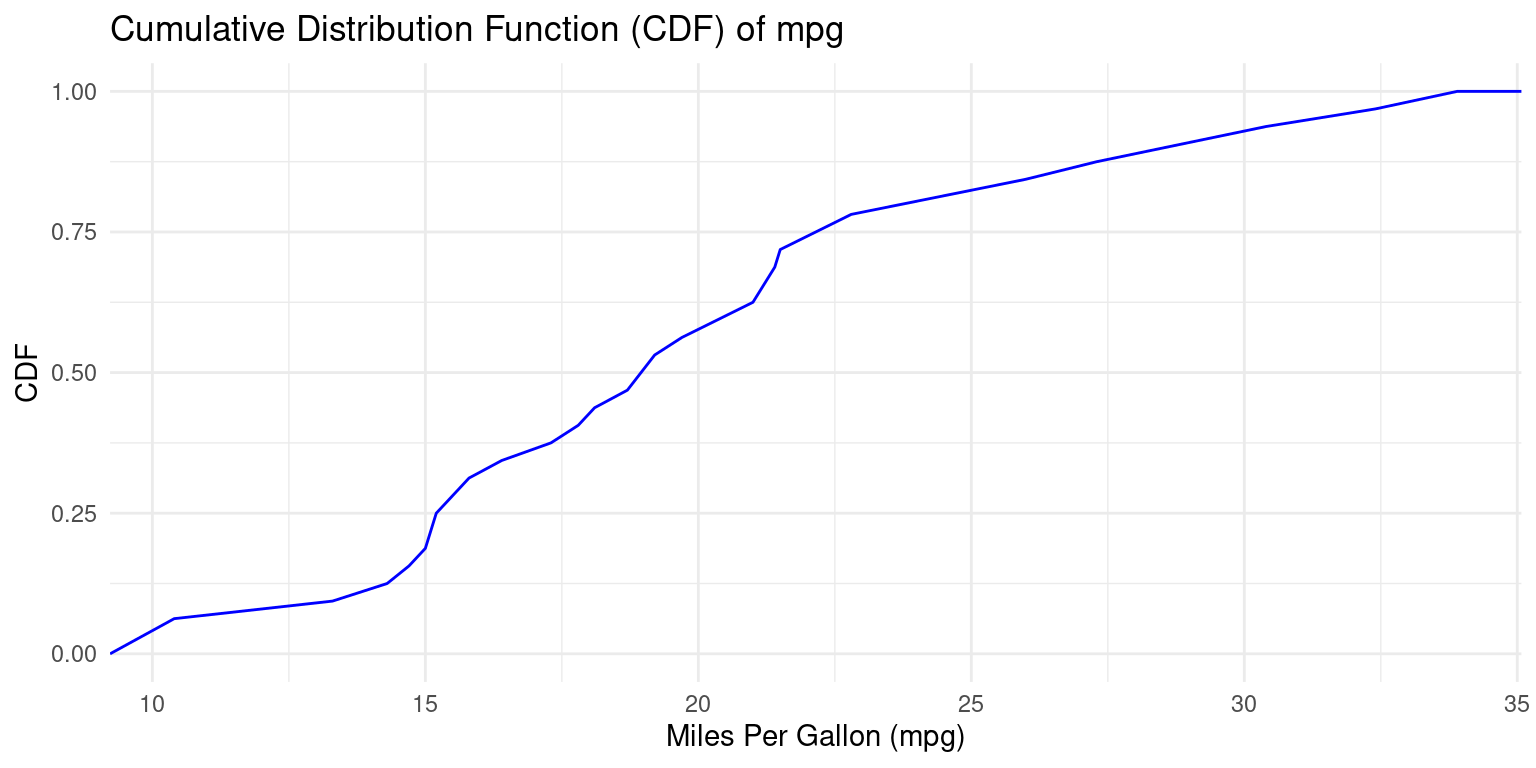 Cumulative Distribution Function (CDF) of mpg
1.00
0.75
0.50
0.25
0.00
CDF
10 15 20 25 30 35
Miles Per Gallon (mpg)